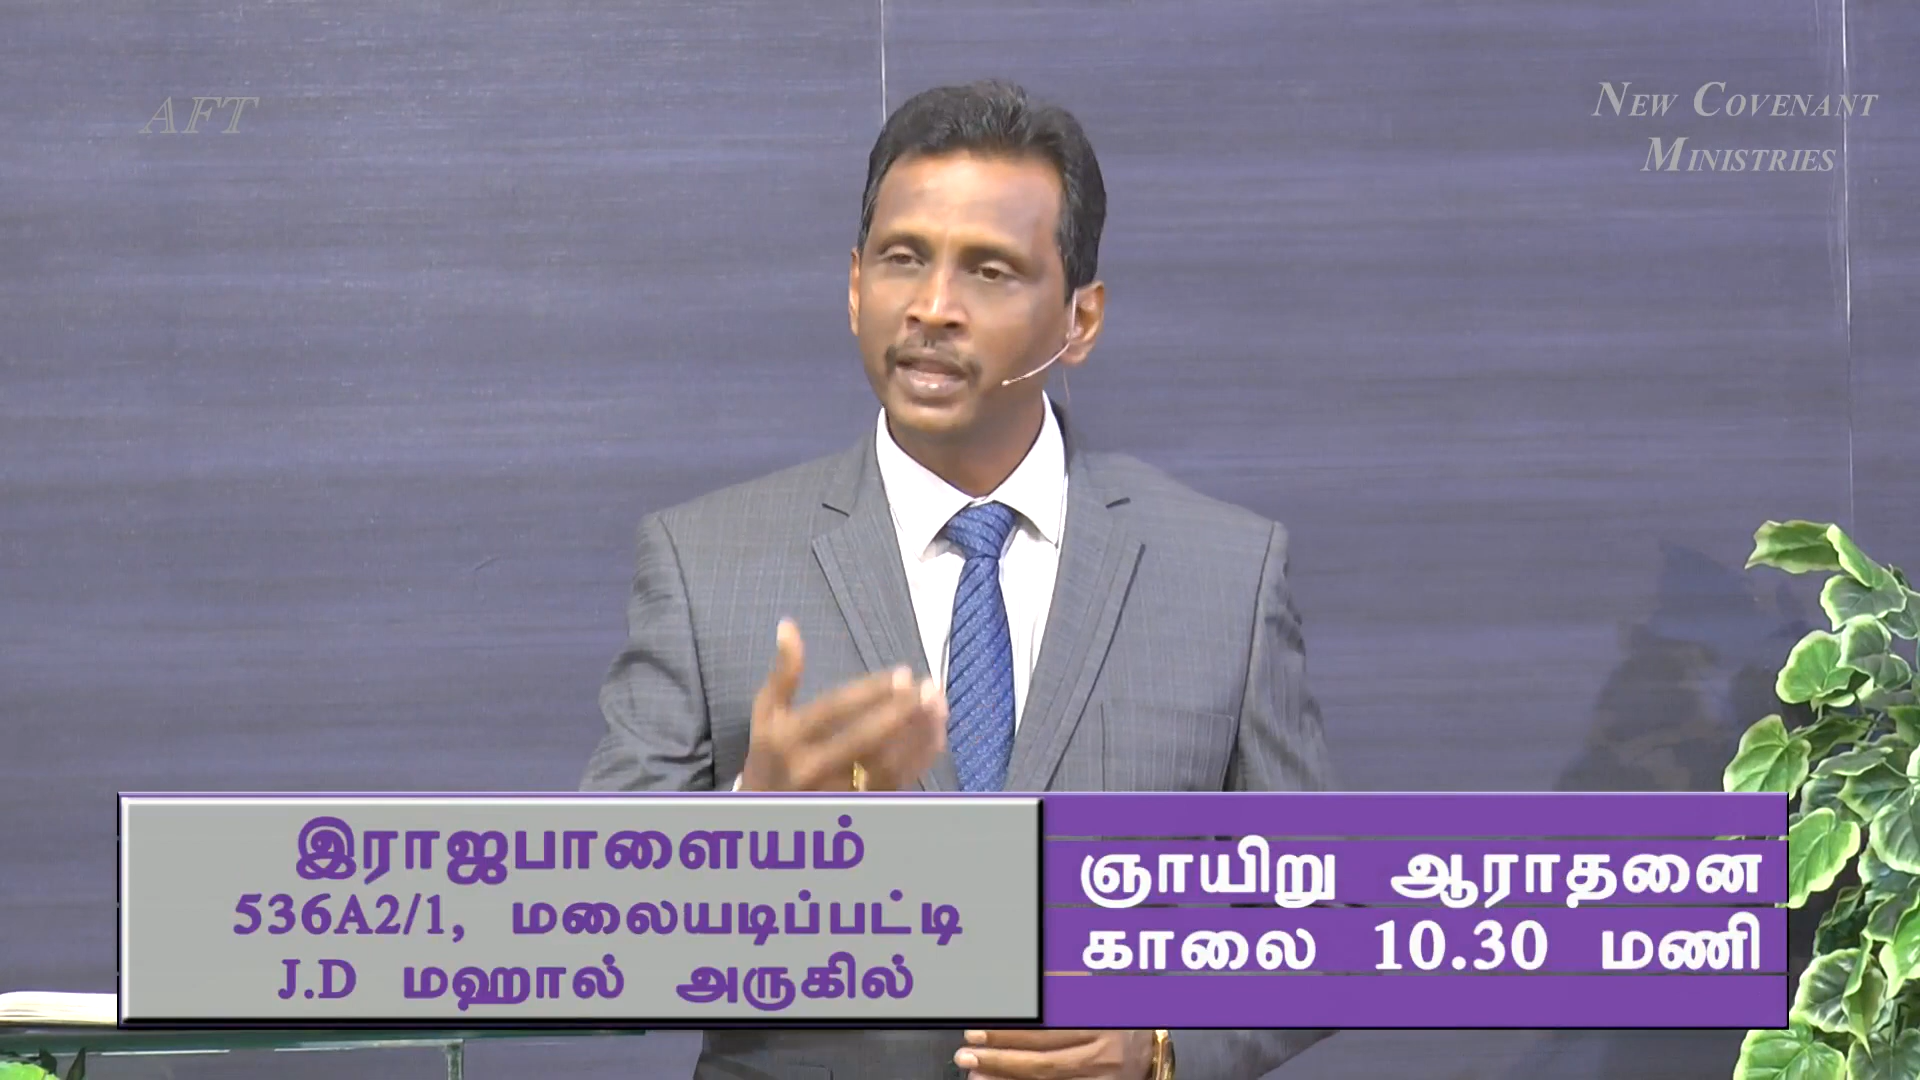 AFT
NEW COVENANT
MINISTRIES
இராஜபாளையம்
536A2/1, மலையடிப்பட்டி
J.D மஹால் அருகில்
ஞாயிறு ஆராதனை
காலை 10.30 மணி